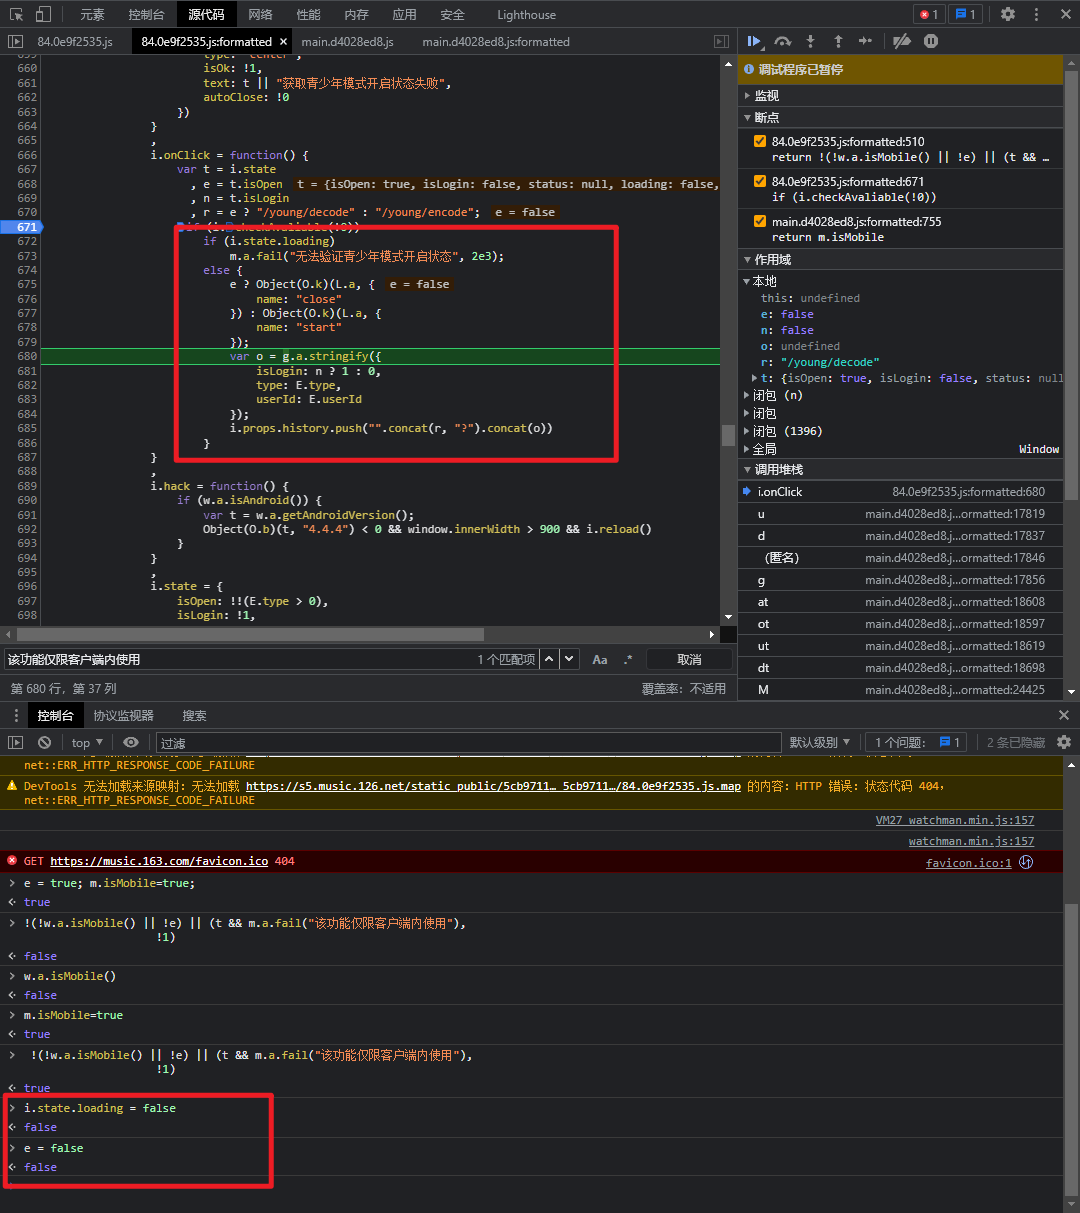 元素 控制台 源代码 网络 性能 内存 应用 安全 Lighthouse 1 1
84.0e9f2535.js 84.0e9f2535.js:formatted × main.d4028ed8.js main.d4028ed8.js:formatted
660 isOk: !1,
661 text: t || "获取青少年模式开启状态失败",
662 autoClose: !0
663 })
664 }
665 ,
666 i.onClick = function() {
667 var t = i.state
668 , e = t.isOpen t = {isOpen: true, isLogin: false, status: null, loading: false,
669 , n = t.isLogin
670 , r = e ? "/young/decode" : "/young/encode"; e = false
671 if (i.checkAvaliable(!0))
672 if (i.state.loading)
673 m.a.fail("无法验证青少年模式开启状态", 2e3);
674 else {
675 e ? Object(O.k)(L.a, { e = false
676 name: "close"
677 }) : Object(O.k)(L.a, {
678 name: "start"
679 });
680 var o = g.a.stringify({
681 isLogin: n ? 1 : 0,
682 type: E.type,
683 userId: E.userId
684 });
685 i.props.history.push("".concat(r, "?").concat(o))
686 }
687 }
688 ,
689 i.hack = function() {
690 if (w.a.isAndroid()) {
691 var t = w.a.getAndroidVersion();
692 Object(O.b)(t, "4.4.4") < 0 && window.innerWidth > 900 && i.reload()
693 }
694 }
695 ,
696 i.state = {
697 isOpen: !!(E.type > 0),
698 isLogin: !1,
该功能仅限客户端内使用 1 个匹配项 Aa .* 取消
第 680 行，第 37 列 覆盖率：不适用
调试程序已暂停
监视
断点
84.0e9f2535.js:formatted:510
return !(!w.a.isMobile() || !e) || (t && …
84.0e9f2535.js:formatted:671
if (i.checkAvaliable(!0))
main.d4028ed8.js:formatted:755
return m.isMobile
作用域
本地
this: undefined
e: false
n: false
o: undefined
r: "/young/decode"
t: {isOpen: true, isLogin: false, status: null
闭包 (n)
闭包
闭包 (1396)
全局 Window
调用堆栈
i.onClick 84.0e9f2535.js:formatted:680
u main.d4028ed8.j…ormatted:17819
d main.d4028ed8.j…ormatted:17837
(匿名) main.d4028ed8.j…ormatted:17846
g main.d4028ed8.j…ormatted:17856
at main.d4028ed8.j…ormatted:18608
ot main.d4028ed8.j…ormatted:18597
ut main.d4028ed8.j…ormatted:18619
dt main.d4028ed8.j…ormatted:18698
M main.d4028ed8.j…ormatted:24425
控制台 协议监视器 搜索
top 过滤 默认级别 1 个问题: 1 2 条已隐藏
net::ERR_HTTP_RESPONSE_CODE_FAILURE
DevTools 无法加载来源映射：无法加载 https://s5.music.126.net/static_public/5cb9711…_5cb9711…/84.0e9f2535.js.map 的内容：HTTP 错误：状态代码 404，
net::ERR_HTTP_RESPONSE_CODE_FAILURE
VM27 watchman.min.js:157
watchman.min.js:157
GET https://music.163.com/favicon.ico 404 favicon.ico:1
> e = true; m.isMobile=true;
true
> !(!w.a.isMobile() || !e) || (t && m.a.fail("该功能仅限客户端内使用"),
!1)
false
> w.a.isMobile()
false
> m.isMobile=true
true
> !(!w.a.isMobile() || !e) || (t && m.a.fail("该功能仅限客户端内使用"),
!1)
true
> i.state.loading = false
false
> e = false
false